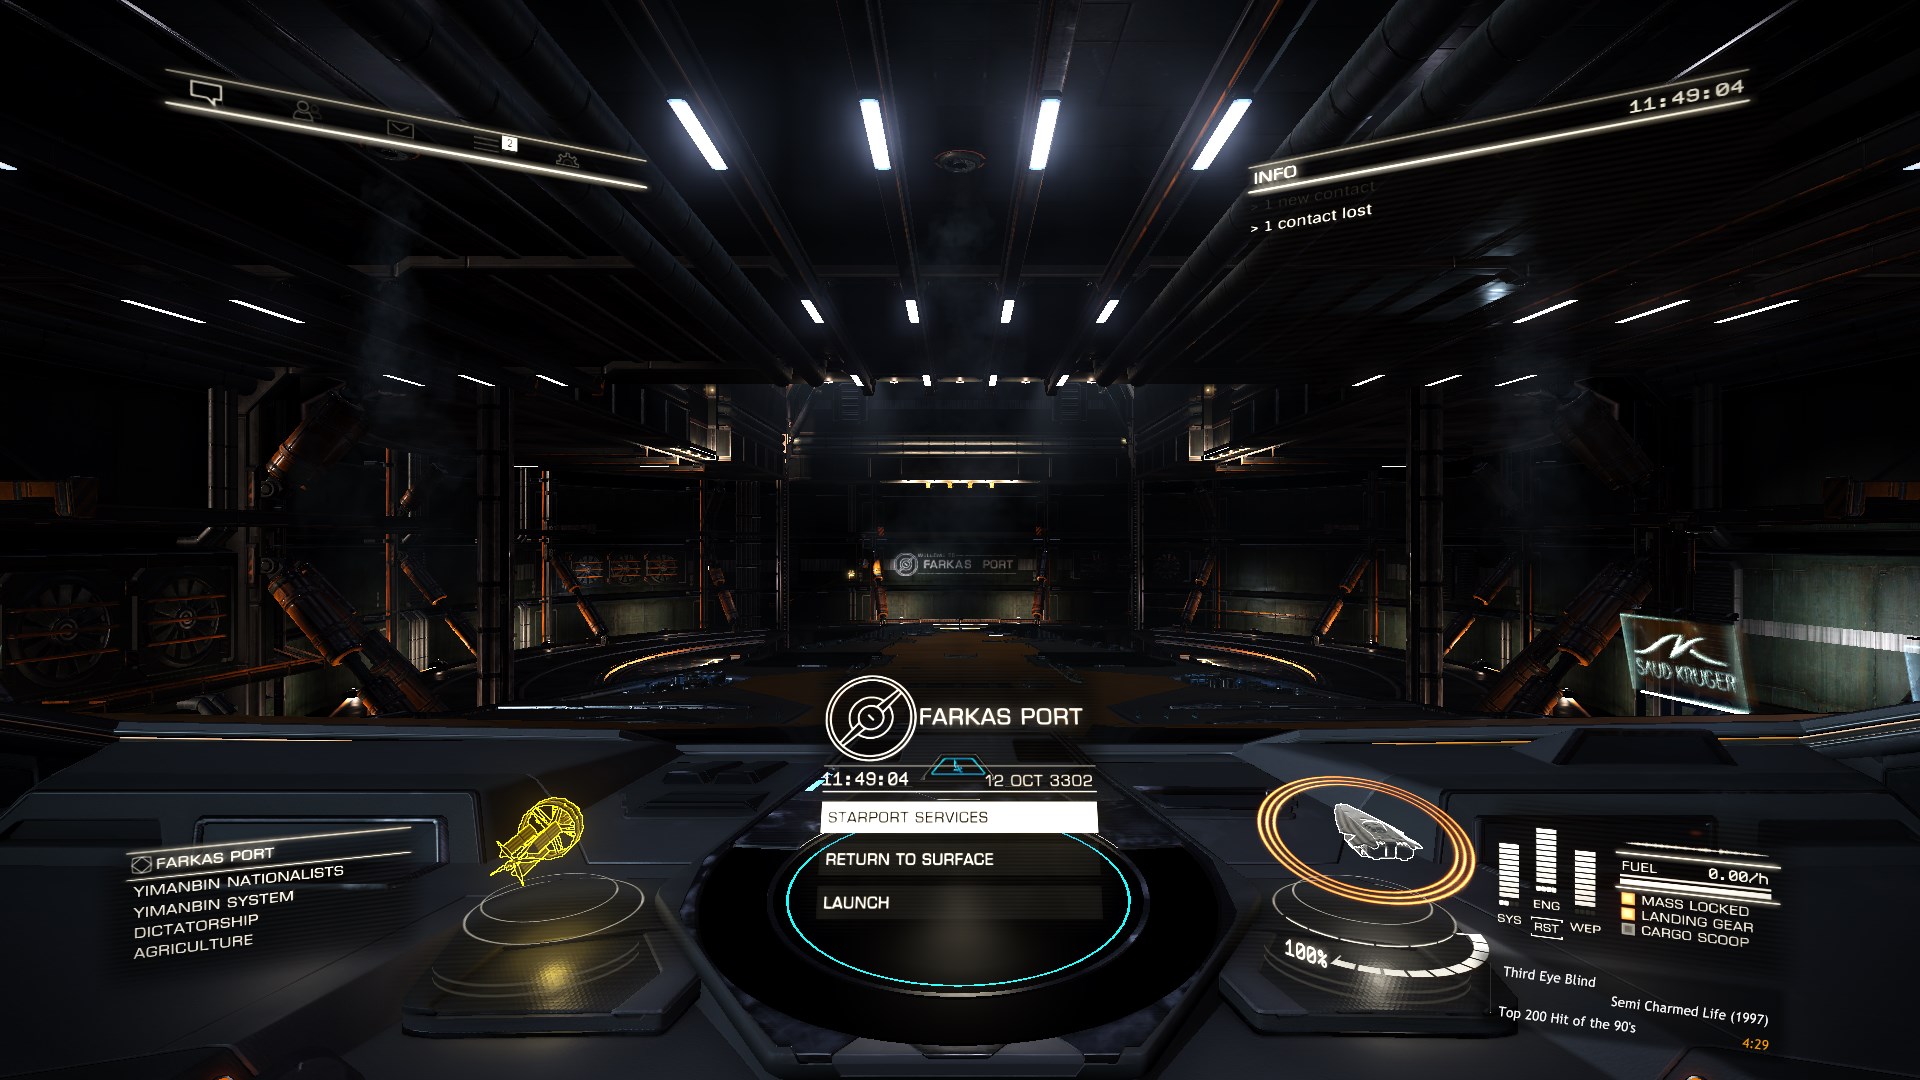 2
11:49:04
INFO
> 1 new contact
> 1 contact lost
FARKAS PORT
SAUD KRUGER
FARKAS PORT
11:49:04
12 OCT 3302
STARPORT SERVICES
RETURN TO SURFACE
LAUNCH
FARKAS PORT
YIMANBIN NATIONALISTS
YIMANBIN SYSTEM
DICTATORSHIP
AGRICULTURE
100%
SYS
ENG
RST
WEP
FUEL
0.00/h
MASS LOCKED
LANDING GEAR
CARGO SCOOP
Third Eye Blind
Semi Charmed Life (1997)
Top 200 Hit of the 90's
4:29